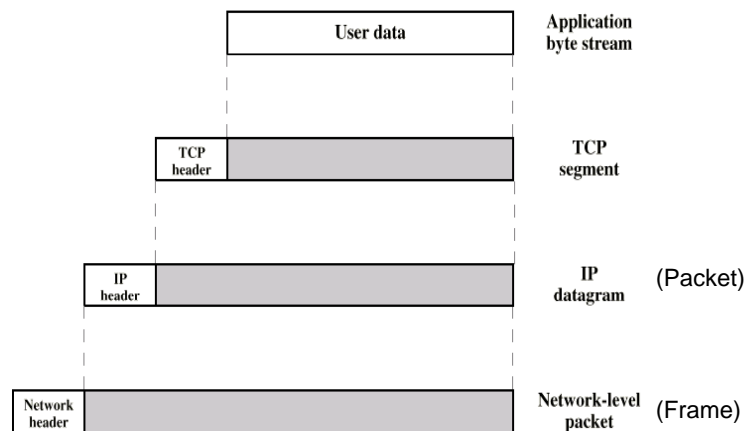 User data
Application
byte stream
TCP
header
TCP
segment
IP
header
IP
datagram
(Packet)
Network
header
Network-level
packet
(Frame)